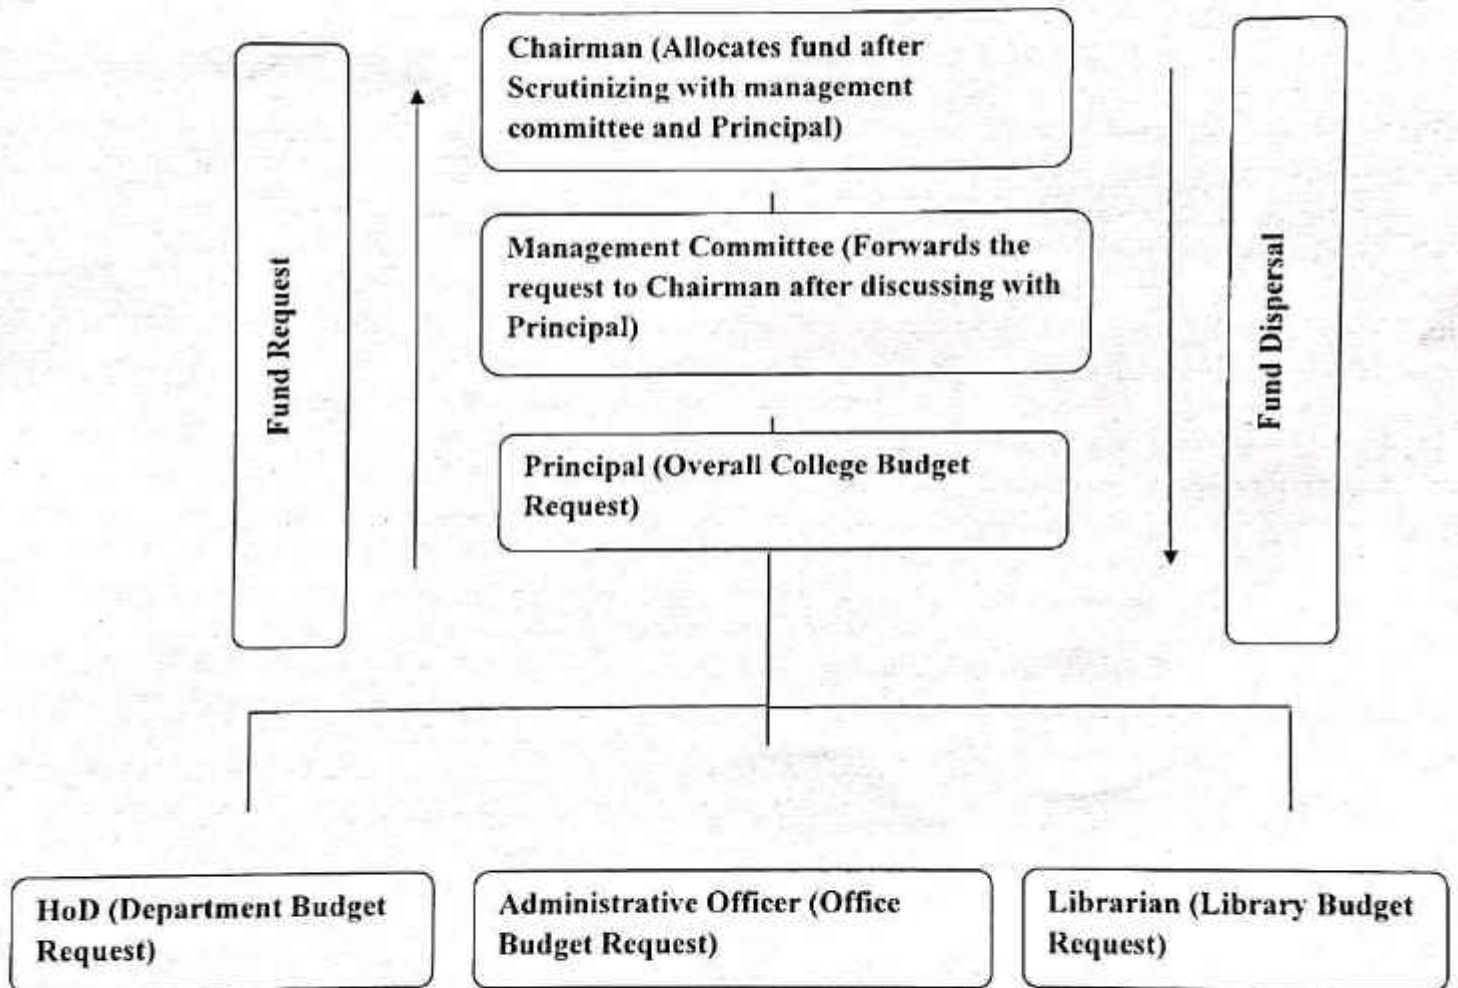 Chairman (Allocates fund after
Scrutinizing with management
committee and Principal)
Fund Request
Management Committee (Forwards the
request to Chairman after discussing with
Principal)
Fund Dispersal
Principal (Overall College Budget
Request)
HoD (Department Budget
Request)
Administrative Officer (Office
Budget Request)
Librarian (Library Budget
Request)